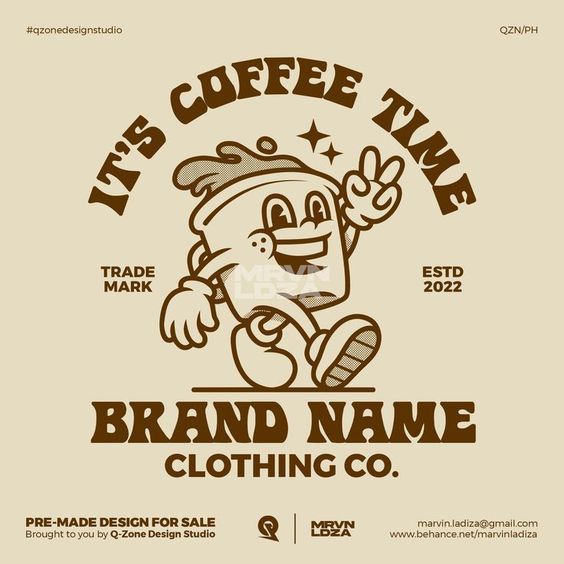 #qzonedesignstudio
QZN/PH
IT'S COFFEE TIME
MRVN
LDZA
TRADE
MARK
ESTD
2022
BRAND NAME
CLOTHING CO.
PRE-MADE DESIGN FOR SALE
Brought to you by Q-Zone Design Studio
MRVN
LDZA
marvin.ladiza@gmail.com
www.behance.net/marvinladiza